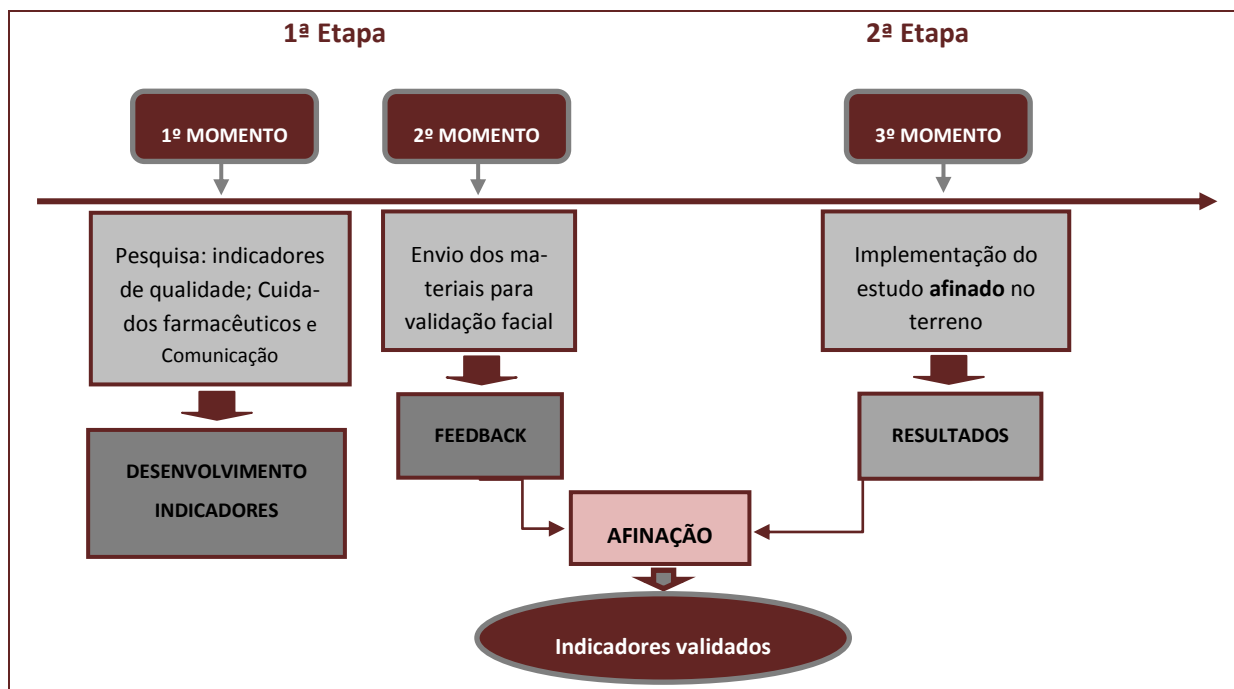 1ª Etapa
2ª Etapa
1º MOMENTO
2º MOMENTO
3º MOMENTO
Pesquisa: indicadores
de qualidade; Cuida-
dos farmacêuticos e
Comunicação
Envio dos ma-
teriais para
validação facial
Implementação do
estudo afinado no
terreno
DESENVOLVIMENTO
INDICADORES
FEEDBACK
RESULTADOS
AFINAÇÃO
Indicadores validados